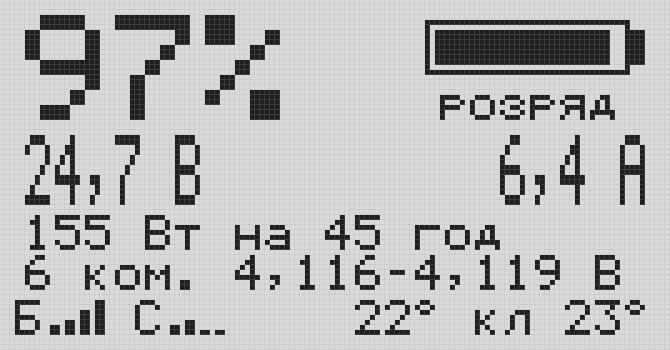 97%
РОЗРЯД
24,7 В 6,4 А
155 Вт на 45 год
6 ком. 4,116-4,119 В
Б С 22° кл 23°